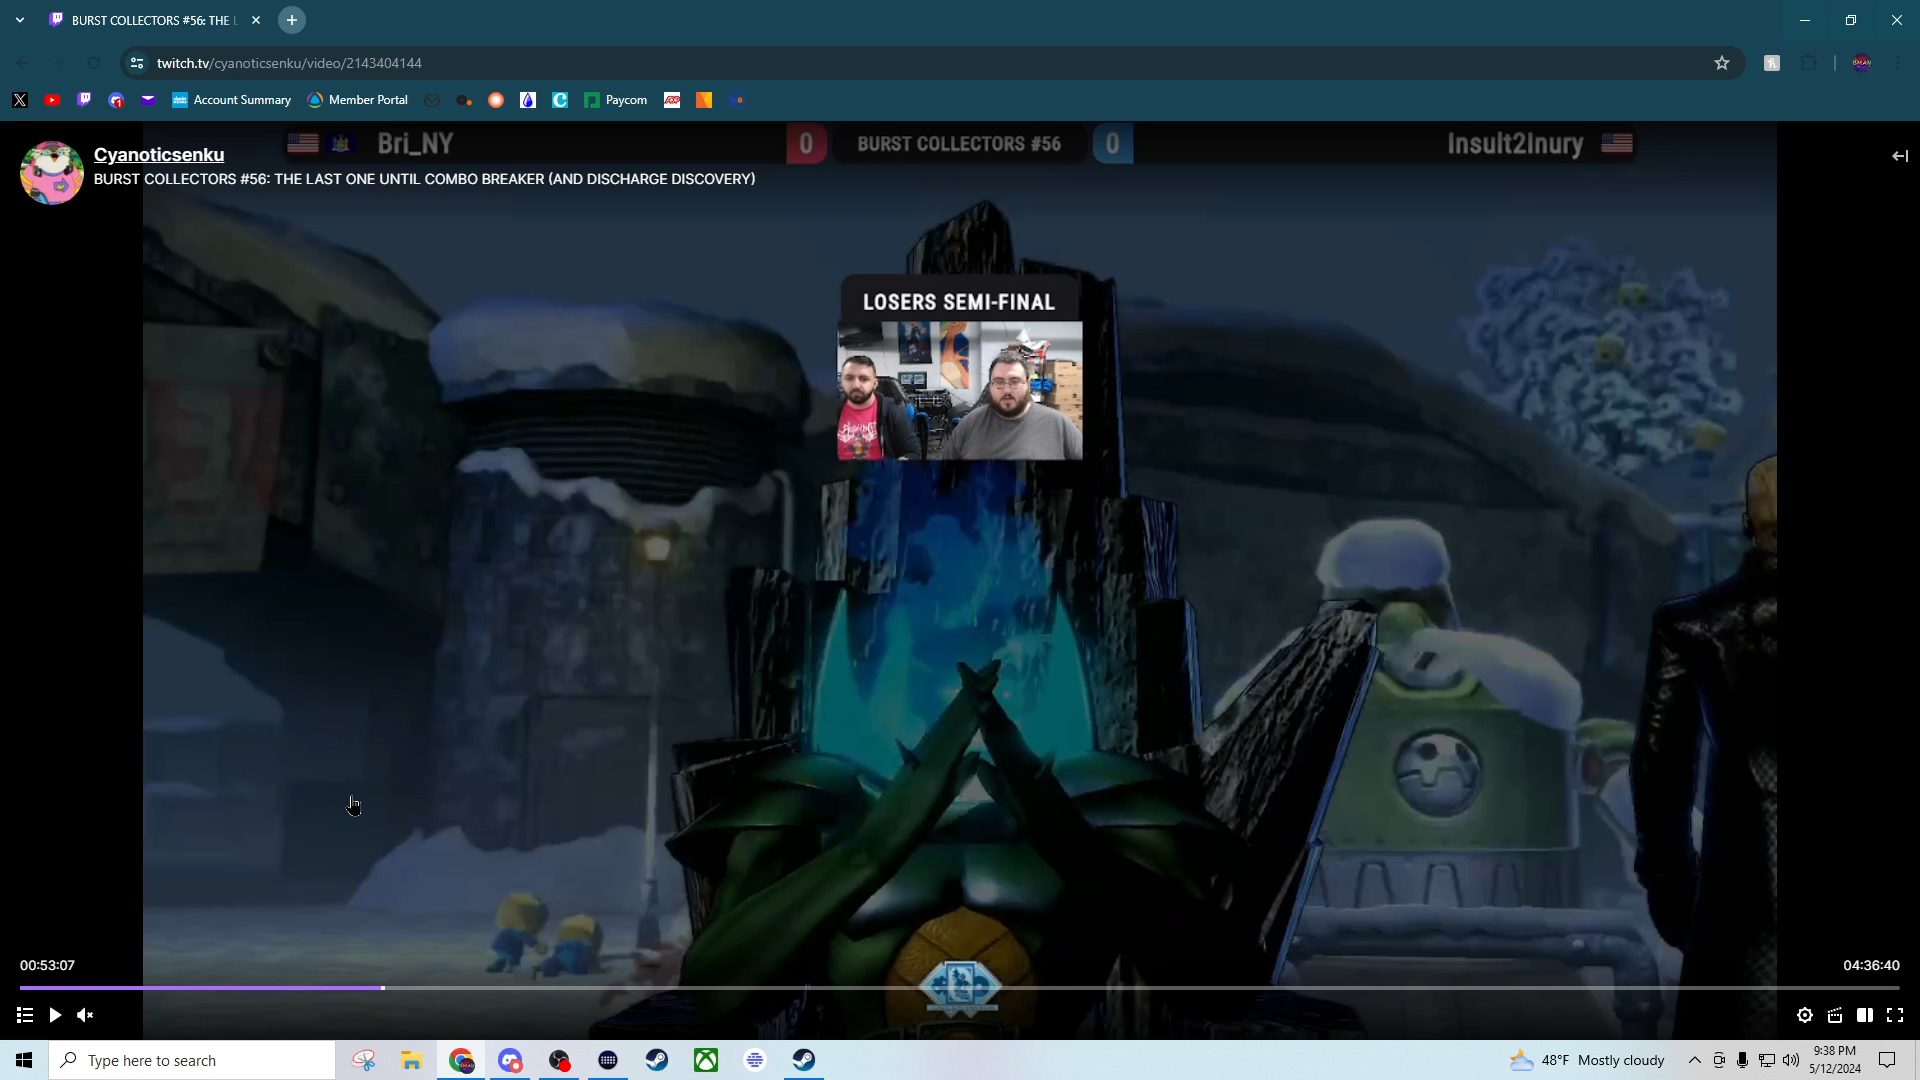 BURST COLLECTORS #56: THE L
twitch.tv/cyanoticsenku/video/2143404144
Account Summary
Member Portal
Paycom
Cyanoticsenku
BURST COLLECTORS #56: THE LAST ONE UNTIL COMBO BREAKER (AND DISCHARGE DISCOVERY)
Bri_NY
0
BURST COLLECTORS #56
0
Insult2Inury
LOSERS SEMI-FINAL
00:53:07
04:36:40
Type here to search
48°F Mostly cloudy
9:38 PM
5/12/2024